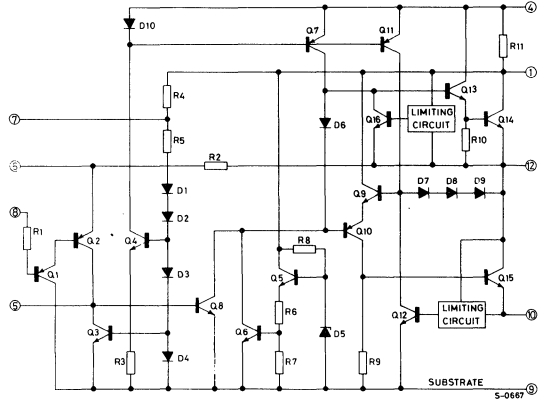 4
D10
Q7
Q11
R11
1
R4
Q13
7
Q16
LIMITING
CIRCUIT
R10
Q14
R5
D6
6
R2
12
D1
Q9
D7
D8
D9
8
D2
R1
Q2
Q4
Q10
R8
Q1
D3
Q5
Q15
5
Q8
R6
Q3
Q6
D5
Q12
LIMITING
CIRCUIT
10
R3
D4
R7
R9
SUBSTRATE
9
S-0667